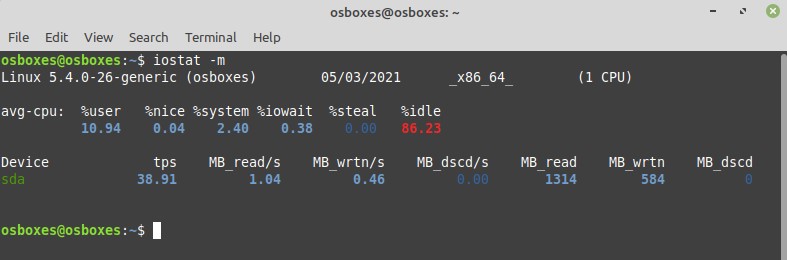 osboxes@osboxes: ~
File Edit View Search Terminal Help
osboxes@osboxes:~$ iostat -m
Linux 5.4.0-26-generic (osboxes) 05/03/2021 _x86_64_ (1 CPU)
avg-cpu: %user %nice %system %iowait %steal %idle
10.94 0.04 2.40 0.38 0.00 86.23
Device tps MB_read/s MB_wrtn/s MB_dscd/s MB_read MB_wrtn MB_dscd
sda 38.91 1.04 0.46 0.00 1314 584 0
osboxes@osboxes:~$